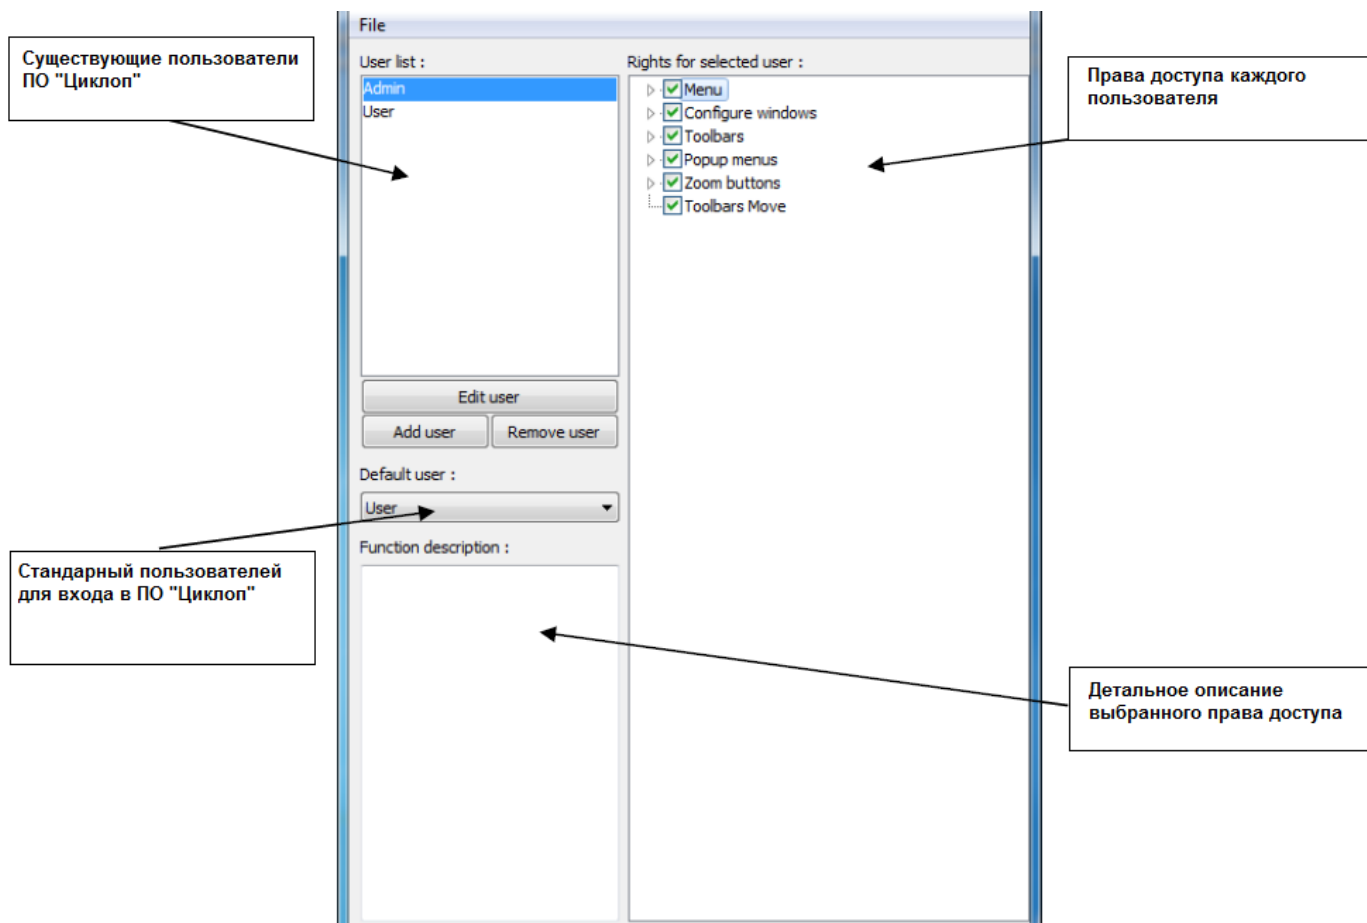 File
Существующие пользователи
ПО "Циклоп"
User list :
Admin
User
Rights for selected user :
Menu
Configure windows
Toolbars
Popup menus
Zoom buttons
Toolbars Move
Права доступа каждого
пользователя
Edit user
Add user
Remove user
Default user :
User
Стандарный пользователей
для входа в ПО "Циклоп"
Function description :
Детальное описание
выбранного права доступа